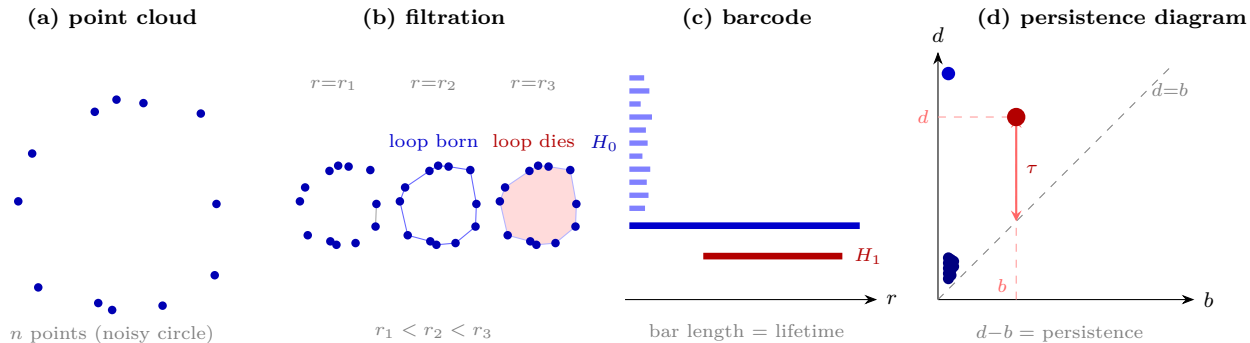 (a) point cloud
n points (noisy circle)
(b) filtration
r=r₁
r=r₂
r=r₃
loop born
loop dies
r₁ < r₂ < r₃
(c) barcode
H₀
H₁
r
bar length = lifetime
(d) persistence diagram
d
d=b
d
τ
b
b
d−b = persistence